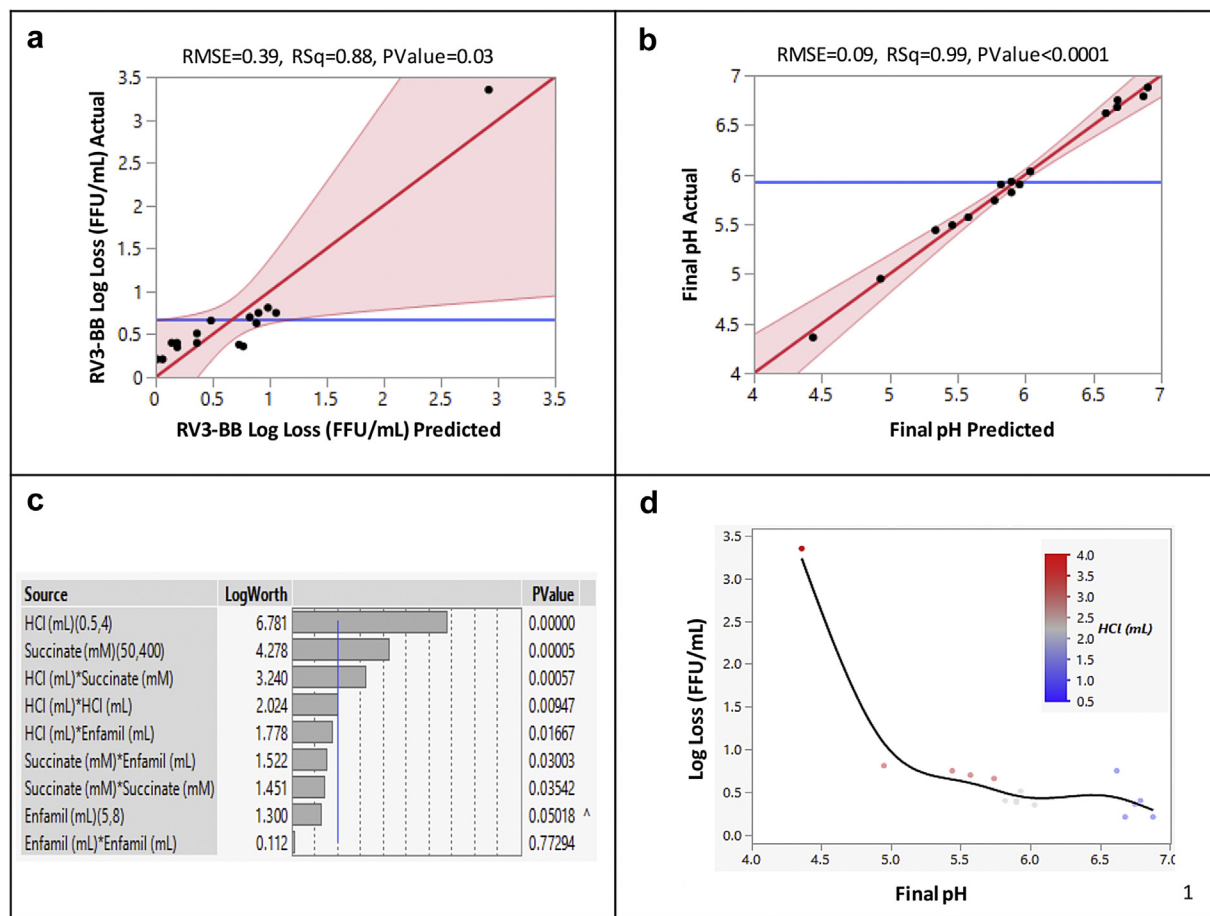 a
RMSE=0.39, RSq=0.88, PValue=0.03
RV3-BB Log Loss (FFU/mL) Actual
3.5
3
2.5
2
1.5
1
0.5
0
0 0.5 1 1.5 2 2.5 3 3.5
RV3-BB Log Loss (FFU/mL) Predicted
b
RMSE=0.09, RSq=0.99, PValue<0.0001
Final pH Actual
7
6.5
6
5.5
5
4.5
4
4 4.5 5 5.5 6 6.5 7
Final pH Predicted
c
Source LogWorth PValue
HCl (mL)(0.5,4) 6.781 0.00000
Succinate (mM)(50,400) 4.278 0.00005
HCl (mL)*Succinate (mM) 3.240 0.00057
HCl (mL)*HCl (mL) 2.024 0.00947
HCl (mL)*Enfamil (mL) 1.778 0.01667
Succinate (mM)*Enfamil (mL) 1.522 0.03003
Succinate (mM)*Succinate (mM) 1.451 0.03542
Enfamil (mL)(5,8) 1.300 0.05018 ^
Enfamil (mL)*Enfamil (mL) 0.112 0.77294
d
Log Loss (FFU/mL)
3.5
3.0
2.5
2.0
1.5
1.0
0.5
0.0
4.0 4.5 5.0 5.5 6.0 6.5 7.0
Final pH
4.0
3.5
3.0
2.5
2.0
1.5
1.0
0.5
HCl (mL)
1